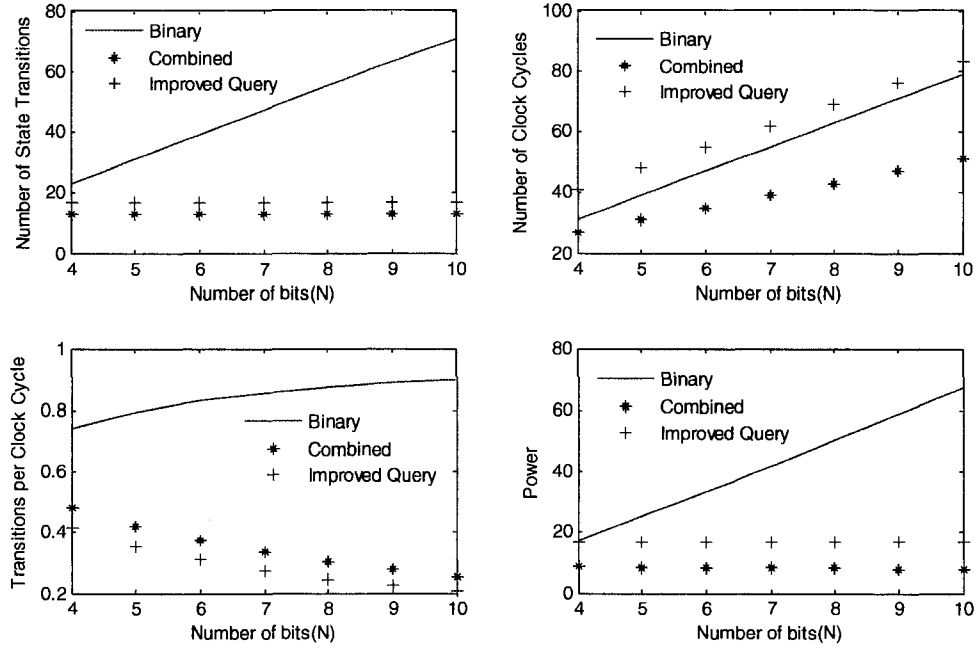 Number of State Transitions
80
60
40
20
0
Binary
Combined
Improved Query
4 5 6 7 8 9 10
Number of bits(N)
Number of Clock Cycles
100
80
60
40
20
Binary
Combined
Improved Query
4 5 6 7 8 9 10
Number of bits(N)
Transitions per Clock Cycle
1
0.8
0.6
0.4
0.2
Binary
Combined
Improved Query
4 5 6 7 8 9 10
Number of bits(N)
Power
80
60
40
20
0
Binary
Combined
Improved Query
4 5 6 7 8 9 10
Number of bits(N)